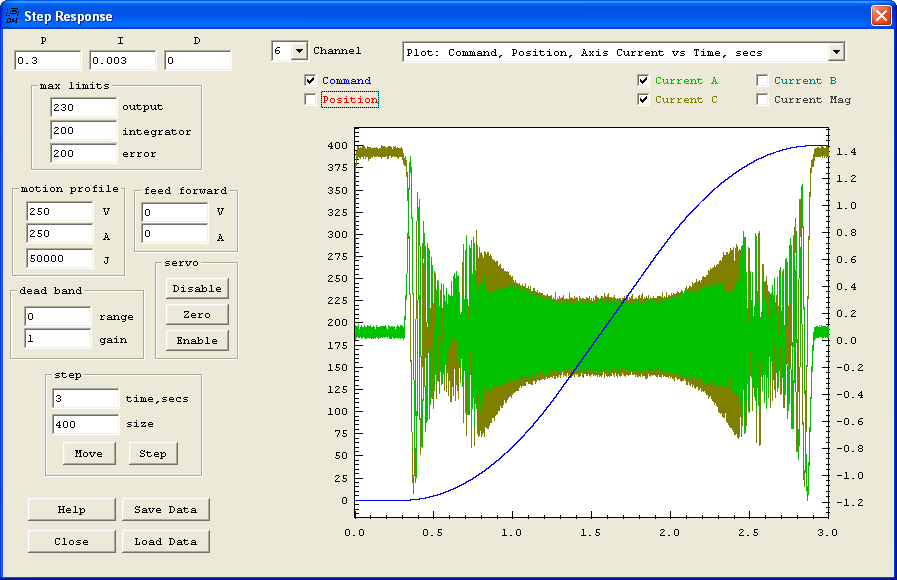 Step Response
P I D
0.3 0.003 0
6 Channel
Plot: Command, Position, Axis Current vs Time, secs
Command
Position
Current A
Current B
Current C
Current Mag
max limits
230 output
200 integrator
200 error
motion profile
250 V
250 A
50000 J
feed forward
0 V
0 A
dead band
0 range
1 gain
servo
Disable
Zero
Enable
step
3 time,secs
400 size
Move Step
Help Save Data
Close Load Data
400
375
350
325
300
275
250
225
200
175
150
125
100
75
50
25
0
1.4
1.2
1.0
0.8
0.6
0.4
0.2
0.0
-0.2
-0.4
-0.6
-0.8
-1.0
-1.2
0.0 0.5 1.0 1.5 2.0 2.5 3.0